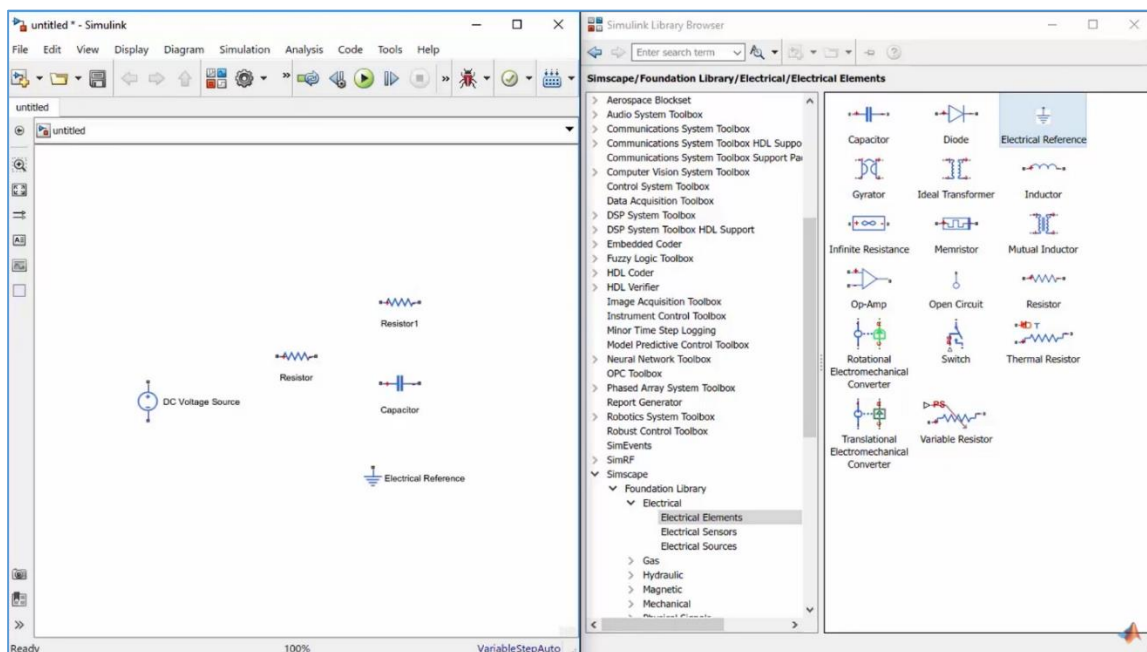 untitled * - Simulink
File Edit View Display Diagram Simulation Analysis Code Tools Help
untitled
untitled
Resistor1
Resistor
DC Voltage Source
Capacitor
Electrical Reference
Ready 100% VariableStepAuto
Simulink Library Browser
Enter search term
Simscape/Foundation Library/Electrical/Electrical Elements
Aerospace Blockset
Audio System Toolbox
Communications System Toolbox
Communications System Toolbox HDL Suppo
Communications System Toolbox Support Pa
Computer Vision System Toolbox
Control System Toolbox
Data Acquisition Toolbox
DSP System Toolbox
DSP System Toolbox HDL Support
Embedded Coder
Fuzzy Logic Toolbox
HDL Coder
HDL Verifier
Image Acquisition Toolbox
Instrument Control Toolbox
Minor Time Step Logging
Model Predictive Control Toolbox
Neural Network Toolbox
OPC Toolbox
Phased Array System Toolbox
Report Generator
Robotics System Toolbox
Robust Control Toolbox
SimEvents
SimRF
Simscape
Foundation Library
Electrical
Electrical Elements
Electrical Sensors
Electrical Sources
Gas
Hydraulic
Magnetic
Mechanical
Physical Signals
Capacitor Diode Electrical Reference
Gyrator Ideal Transformer Inductor
Infinite Resistance Memristor Mutual Inductor
Op-Amp Open Circuit Resistor
Rotational Switch Thermal Resistor
Electromechanical
Converter
PS
Translational Variable Resistor
Electromechanical
Converter